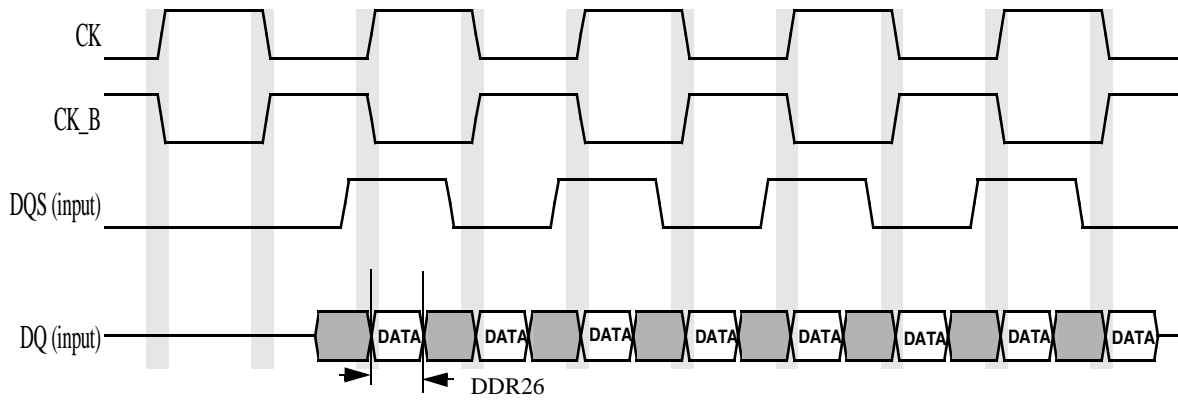 CK
CK_B
DQS (input)
DQ (input)
DATA DATA DATA DATA DATA DATA DATA DATA
DDR26